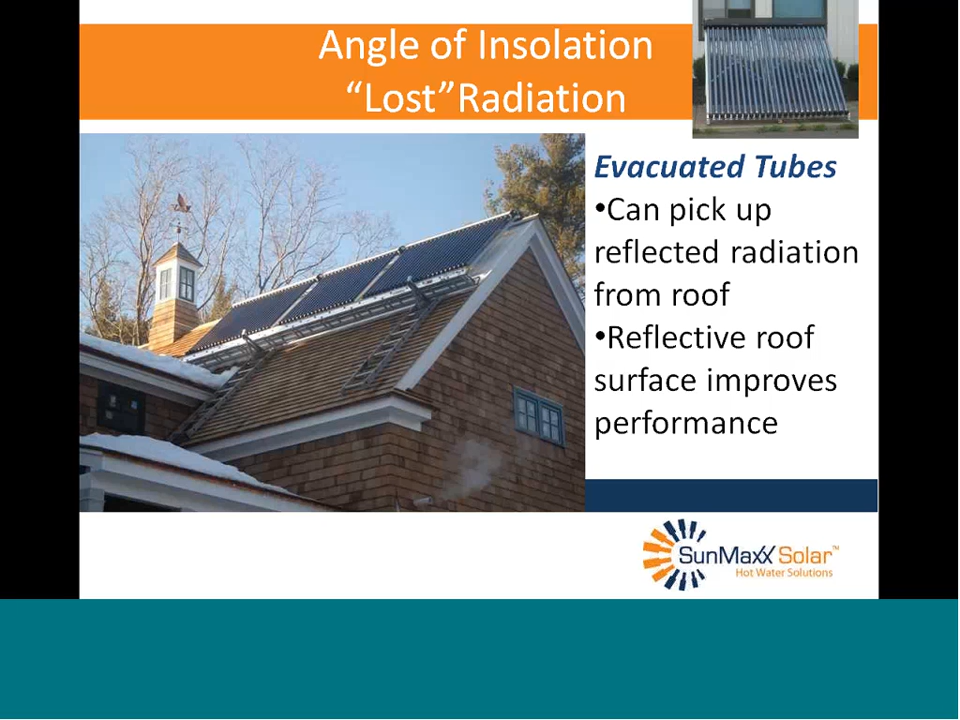 Angle of Insolation
“Lost”Radiation
Evacuated Tubes
•Can pick up
reflected radiation
from roof
•Reflective roof
surface improves
performance
SunMaxx Solar™
Hot Water Solutions